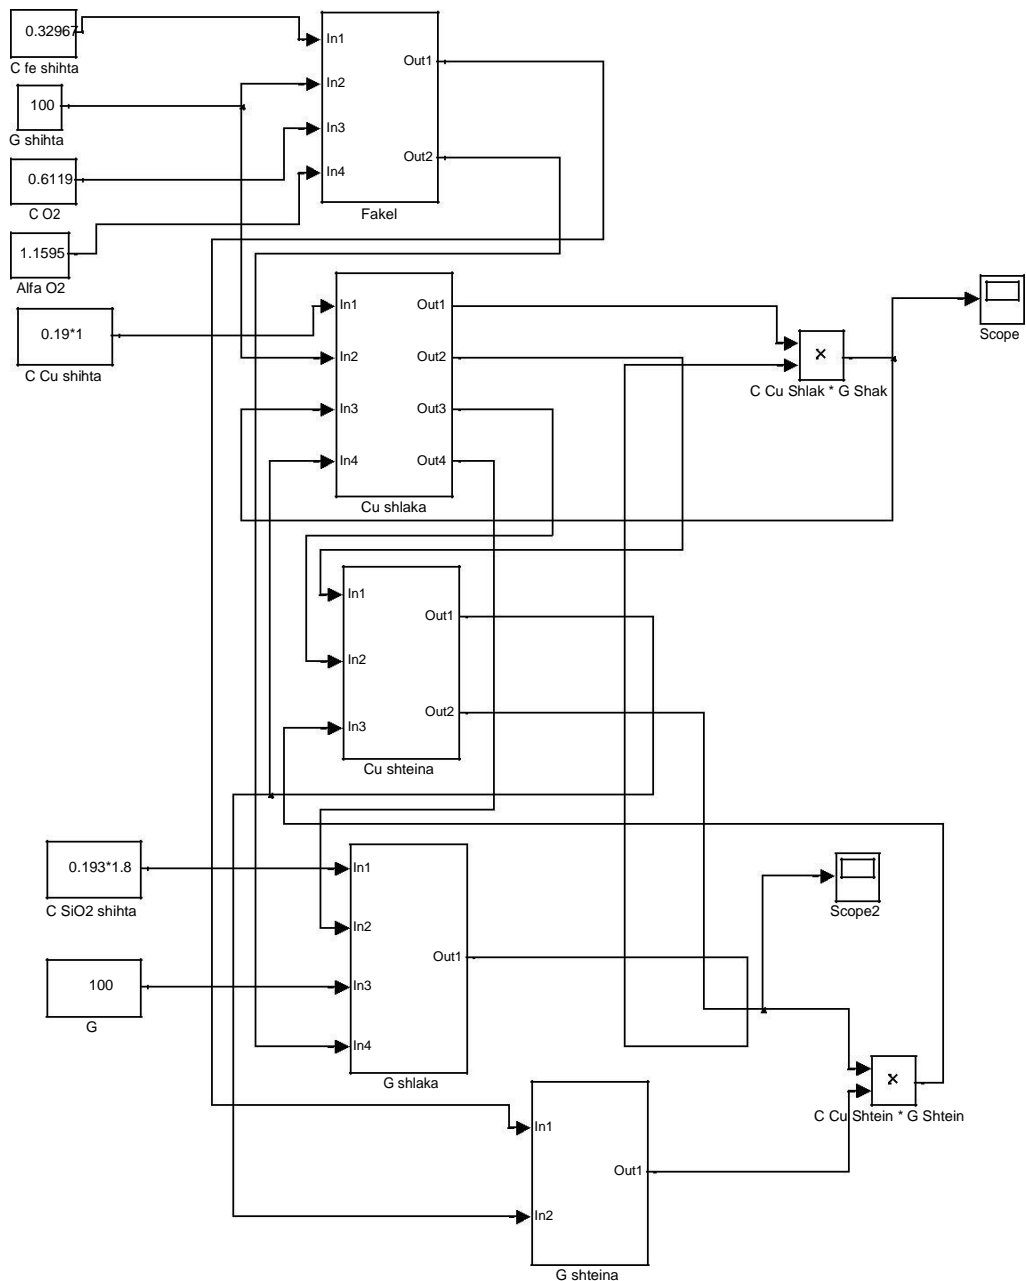 0.32967
C fe shihta
100
G shihta
0.6119
C O2
1.1595
Alfa O2
0.19*1
C Cu shihta
In1
In2
In3
In4
Out1
Out2
Fakel
In1
In2
In3
In4
Out1
Out2
Out3
Out4
Cu shlaka
×
C Cu Shlak * G Shak
Scope
In1
In2
In3
Out1
Out2
Cu shteina
0.193*1.8
C SiO2 shihta
100
G
In1
In2
In3
In4
Out1
G shlaka
Scope2
×
C Cu Shtein * G Shtein
In1
In2
Out1
G shteina